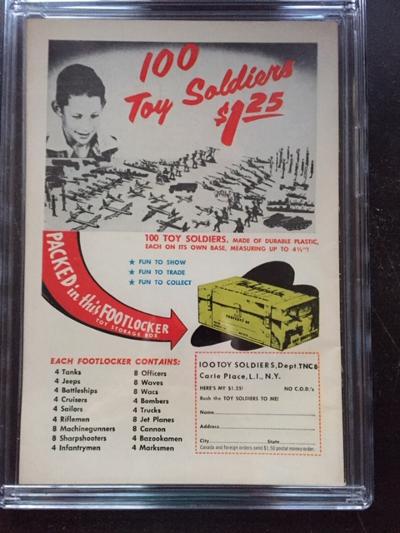 100
Toy Soldiers
$1.25
100 TOY SOLDIERS, MADE OF DURABLE PLASTIC,
EACH ON ITS OWN BASE, MEASURING UP TO 4½"!
★ FUN TO SHOW
★ FUN TO TRADE
★ FUN TO COLLECT
PACKED in this FOOTLOCKER
TOY STORAGE BOX
EACH FOOTLOCKER CONTAINS:
4 Tanks
4 Jeeps
4 Battleships
4 Cruisers
4 Sailors
4 Riflemen
8 Machinegunners
8 Sharpshooters
4 Infantrymen
8 Officers
8 Waves
8 Wacs
4 Bombers
4 Trucks
8 Jet Planes
8 Cannon
4 Bazookamen
4 Marksmen
100 TOY SOLDIERS, Dept. TNC8
Carle Place, L.I., N.Y.
HERE'S MY $1.25! NO C.O.D.'s
Rush the TOY SOLDIERS TO ME!
Name
Address
City State
Canada and foreign orders send $1.50 postal money order.